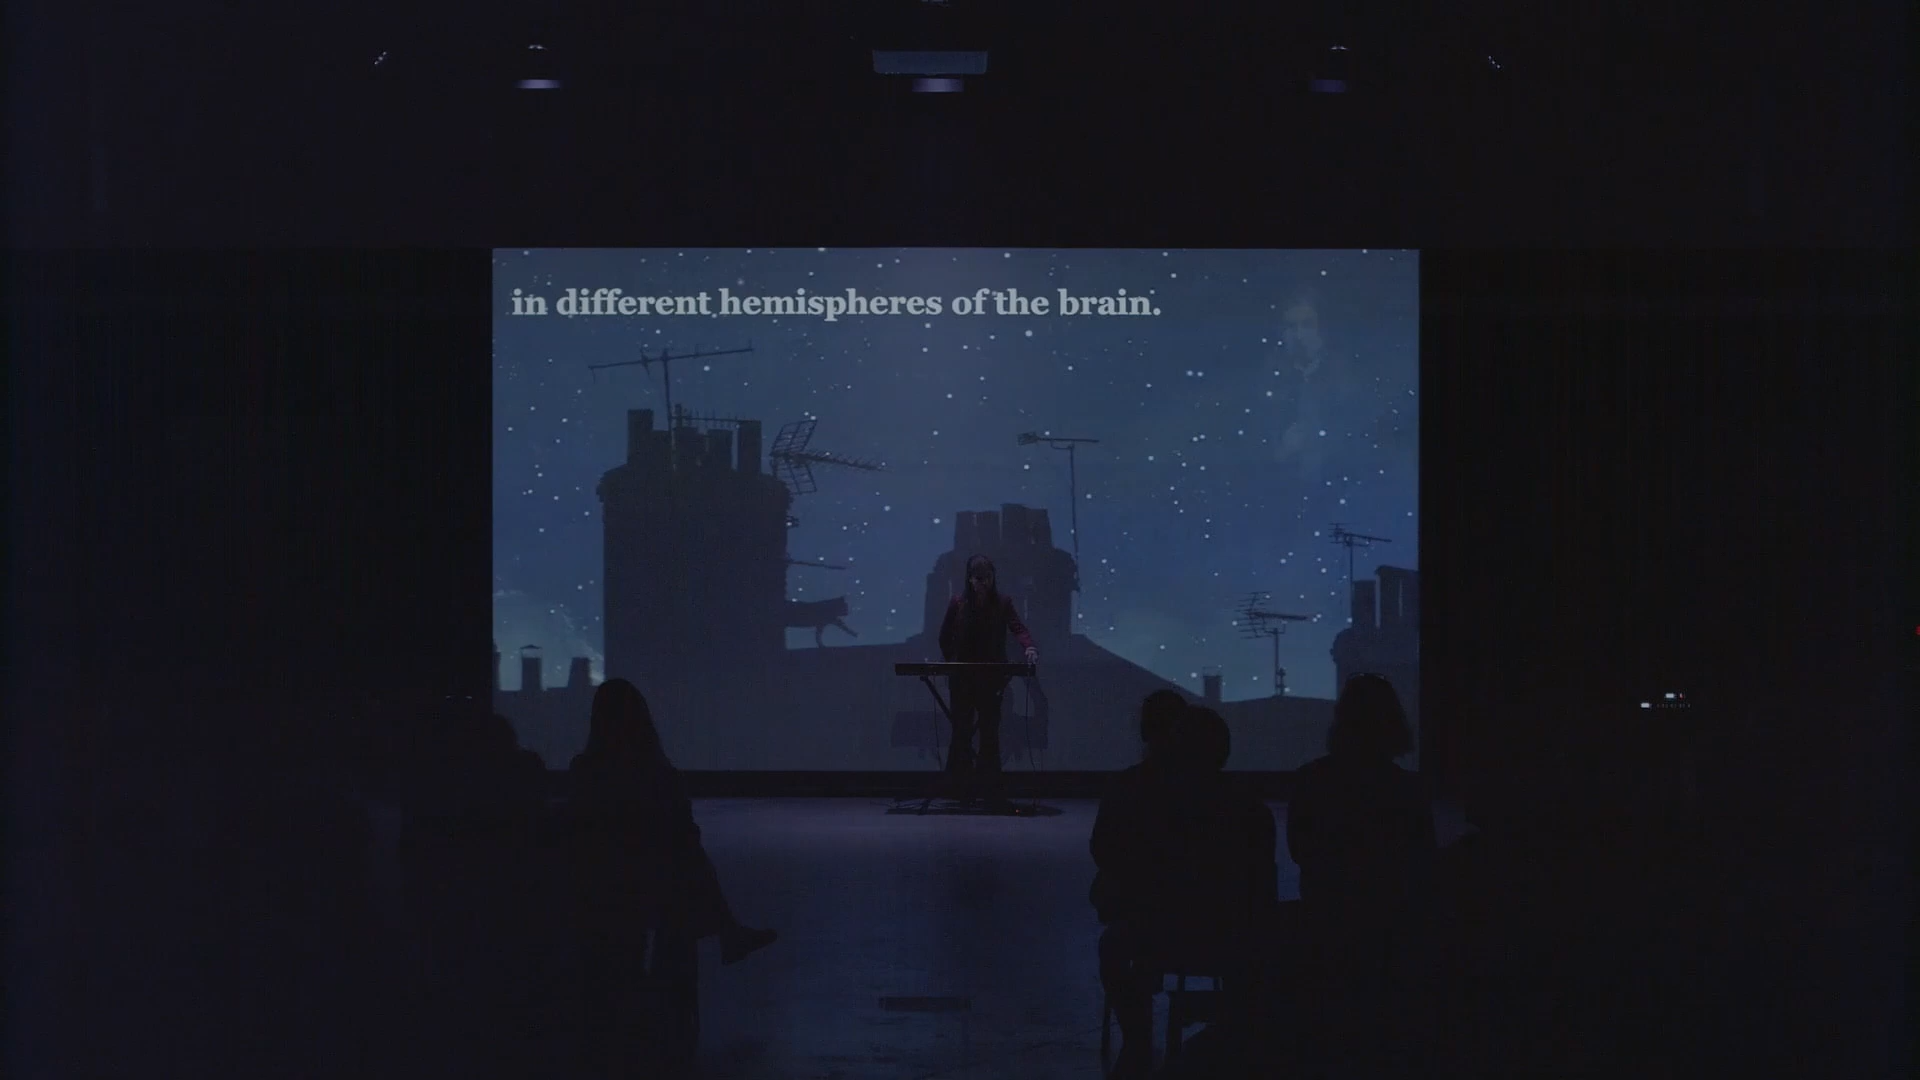 in different hemispheres of the brain.